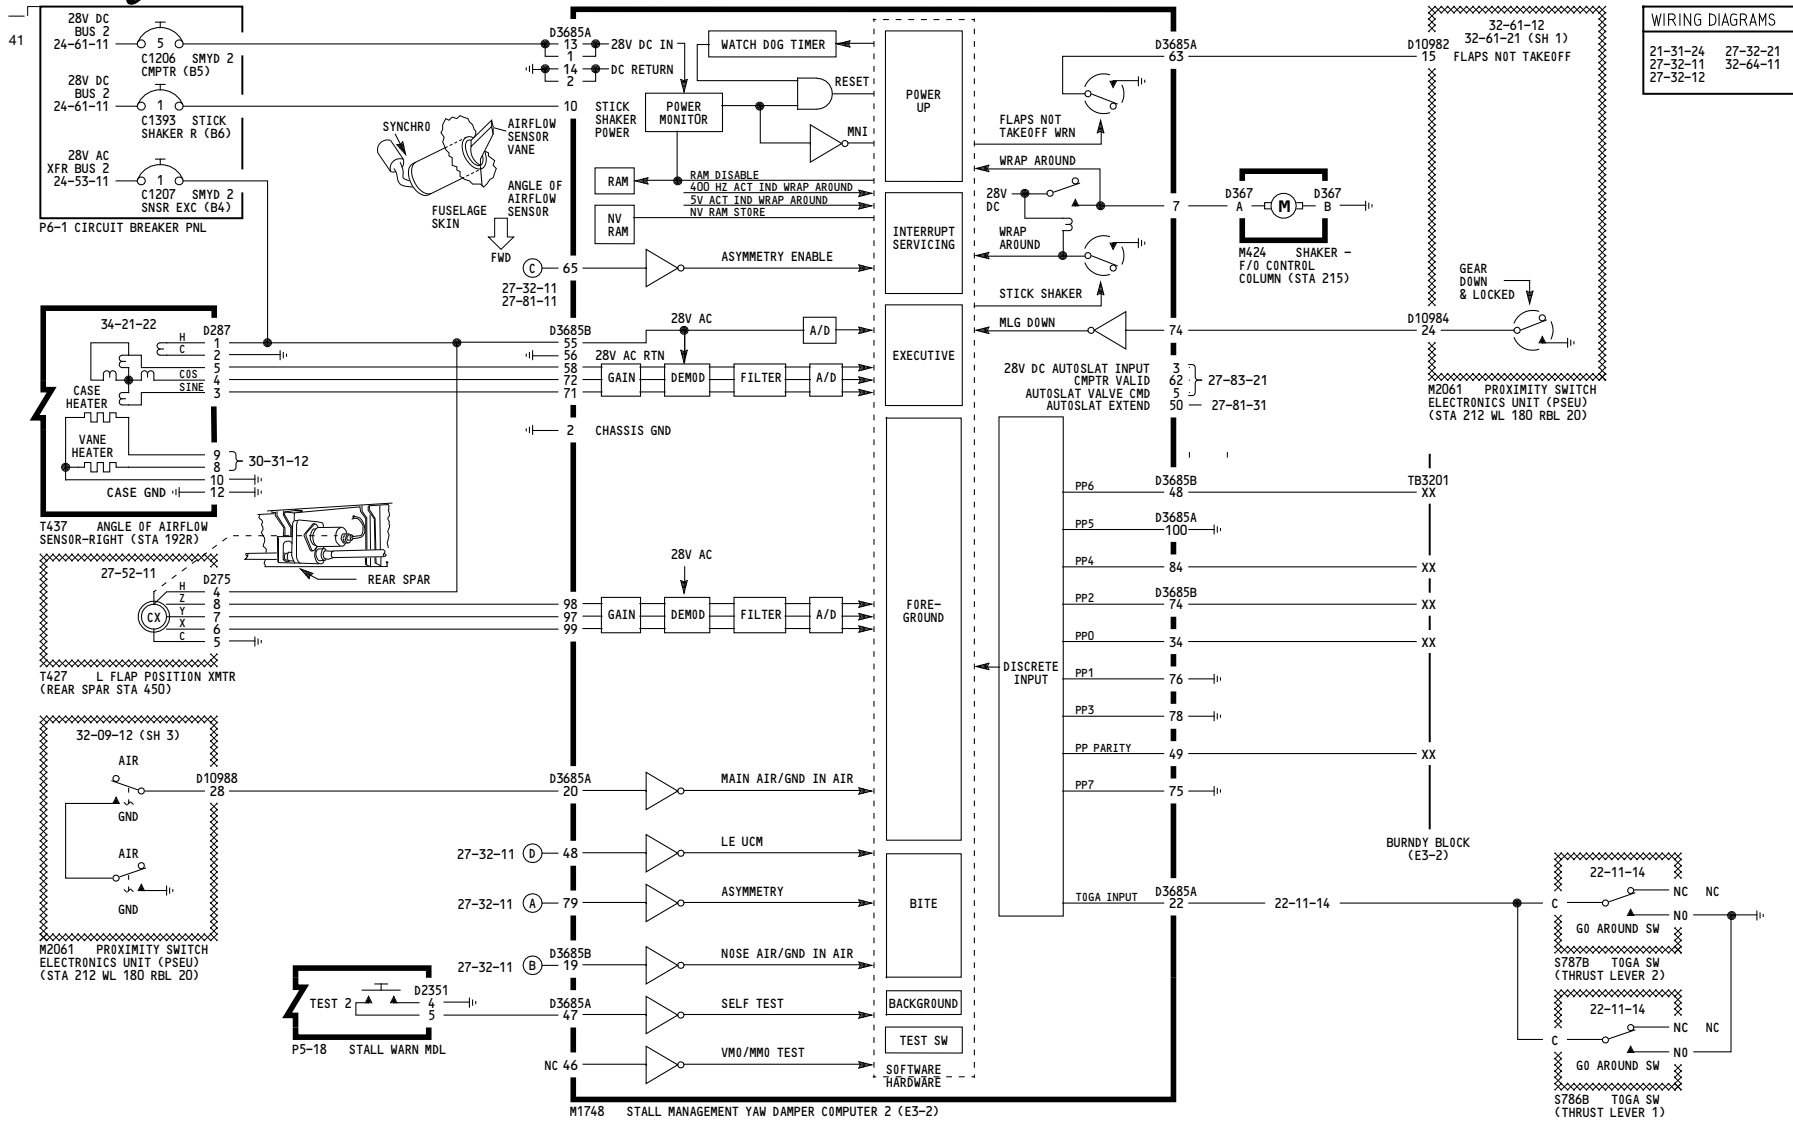 41
28V DC
BUS 2
24-61-11
5
C1206 SMYD 2
CMPTR (B5)
28V DC
BUS 2
24-61-11
1
C1393 STICK
SHAKER R (B6)
28V AC
XFR BUS 2
24-53-11
1
C1207 SMYD 2
SNSR EXC (B4)
P6-1 CIRCUIT BREAKER PNL
SYNCHRO
AIRFLOW
SENSOR
VANE
FUSELAGE
SKIN
ANGLE OF
AIRFLOW
SENSOR
FWD
34-21-22
D287
H 1
C 2
5
COS 4
SINE 3
CASE
HEATER
VANE
HEATER
9
8
30-31-12
10
CASE GND 12
T437 ANGLE OF AIRFLOW
SENSOR-RIGHT (STA 192R)
REAR SPAR
27-52-11
D275
CX
H 4
Z 8
Y 7
X 6
C 5
T427 L FLAP POSITION XMTR
(REAR SPAR STA 450)
32-09-12 (SH 3)
AIR
D10988
28
GND
AIR
GND
M2061 PROXIMITY SWITCH
ELECTRONICS UNIT (PSEU)
(STA 212 WL 180 RBL 20)
TEST 2
D2351
4
5
P5-18 STALL WARN MDL
D3685A
13 28V DC IN
1
14 DC RETURN
2
10 STICK
SHAKER
POWER
WATCH DOG TIMER
POWER
MONITOR
RESET
MNI
RAM
RAM DISABLE
400 HZ ACT IND WRAP AROUND
5V ACT IND WRAP AROUND
NV RAM STORE
NV
RAM
C 65 ASYMMETRY ENABLE
27-32-11
27-81-11
28V AC
D3685B
55
A/D
56 28V AC RTN
58
72
71
GAIN DEMOD FILTER A/D
2 CHASSIS GND
28V AC
98
97
99
GAIN DEMOD FILTER A/D
D3685A
20 MAIN AIR/GND IN AIR
27-32-11 D 48 LE UCM
27-32-11 A 79 ASYMMETRY
D3685B
27-32-11 B 19 NOSE AIR/GND IN AIR
D3685A
47 SELF TEST
NC 46 VMO/MMO TEST
POWER
UP
INTERRUPT
SERVICING
EXECUTIVE
FORE-
GROUND
BITE
BACKGROUND
TEST SW
SOFTWARE
HARDWARE
M1748 STALL MANAGEMENT YAW DAMPER COMPUTER 2 (E3-2)
FLAPS NOT
TAKEOFF WRN
WRAP AROUND
28V
DC
WRAP
AROUND
STICK SHAKER
MLG DOWN
28V DC AUTOSLAT INPUT 3
CMPTR VALID 62
AUTOSLAT VALVE CMD 5
27-83-21
AUTOSLAT EXTEND 50 27-81-31
DISCRETE
INPUT
D3685B
PP6 48
D3685A
PP5 100
PP4 84
D3685B
PP2 74
PP0 34
PP1 76
PP3 78
PP PARITY 49
PP7 75
D3685A
TOGA INPUT 22 22-11-14
D3685A
63
7
74
D367
A
M
D367
B
M424 SHAKER -
F/O CONTROL
COLUMN (STA 215)
32-61-12
32-61-21 (SH 1)
D10982
15 FLAPS NOT TAKEOFF
GEAR
DOWN
& LOCKED
D10984
24
M2061 PROXIMITY SWITCH
ELECTRONICS UNIT (PSEU)
(STA 212 WL 180 RBL 20)
TB3201
XX
XX
XX
XX
XX
BURNDY BLOCK
(E3-2)
22-11-14
C
NC NC
NO
GO AROUND SW
S787B TOGA SW
(THRUST LEVER 2)
22-11-14
C
NC NC
NO
GO AROUND SW
S786B TOGA SW
(THRUST LEVER 1)
WIRING DIAGRAMS
21-31-24 27-32-21
27-32-11 32-64-11
27-32-12